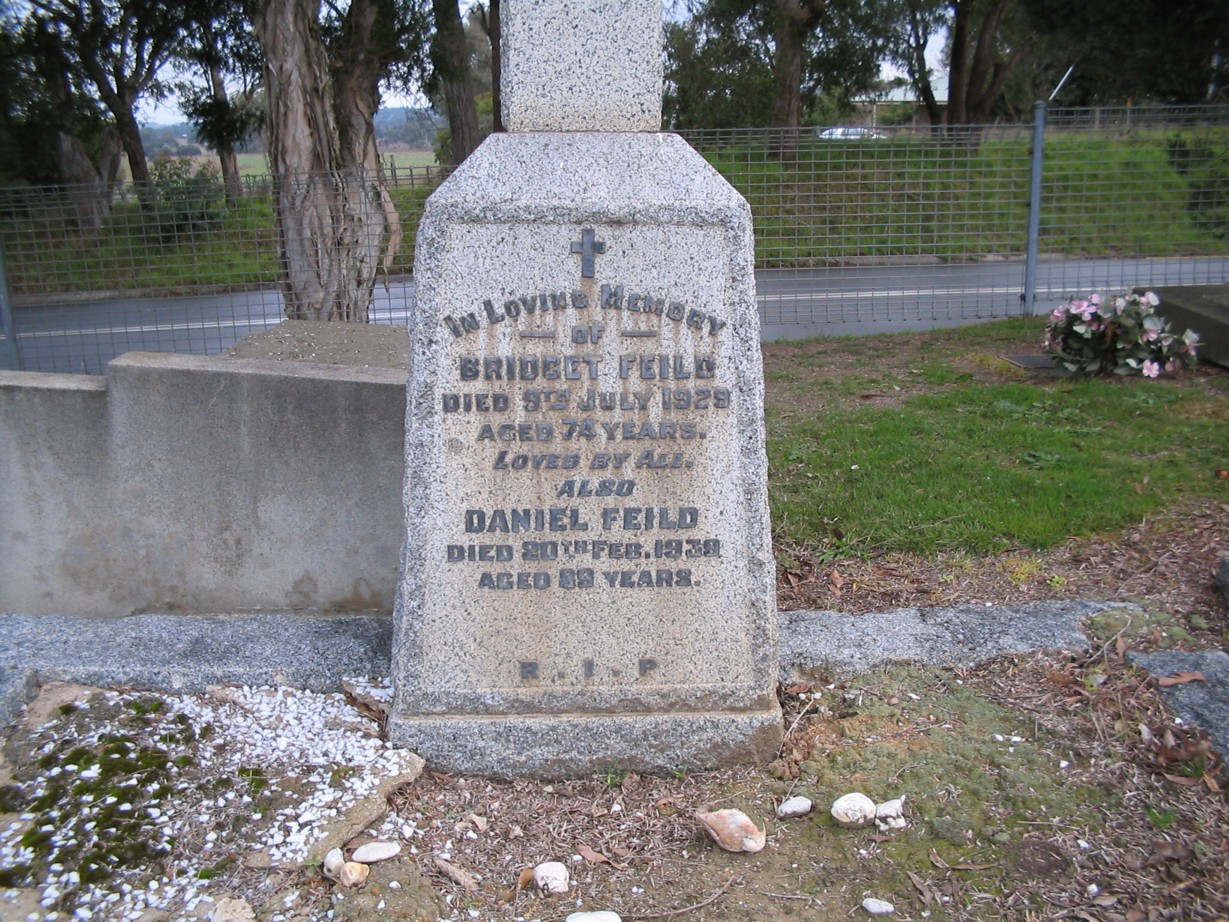 IN LOVING MEMORY
OF
BRIDGET FEILD
DIED 9TH JULY 1929
AGED 74 YEARS.
LOVED BY ALL.
ALSO
DANIEL FEILD
DIED 20TH FEB. 1939
AGED 89 YEARS.
R. I. P